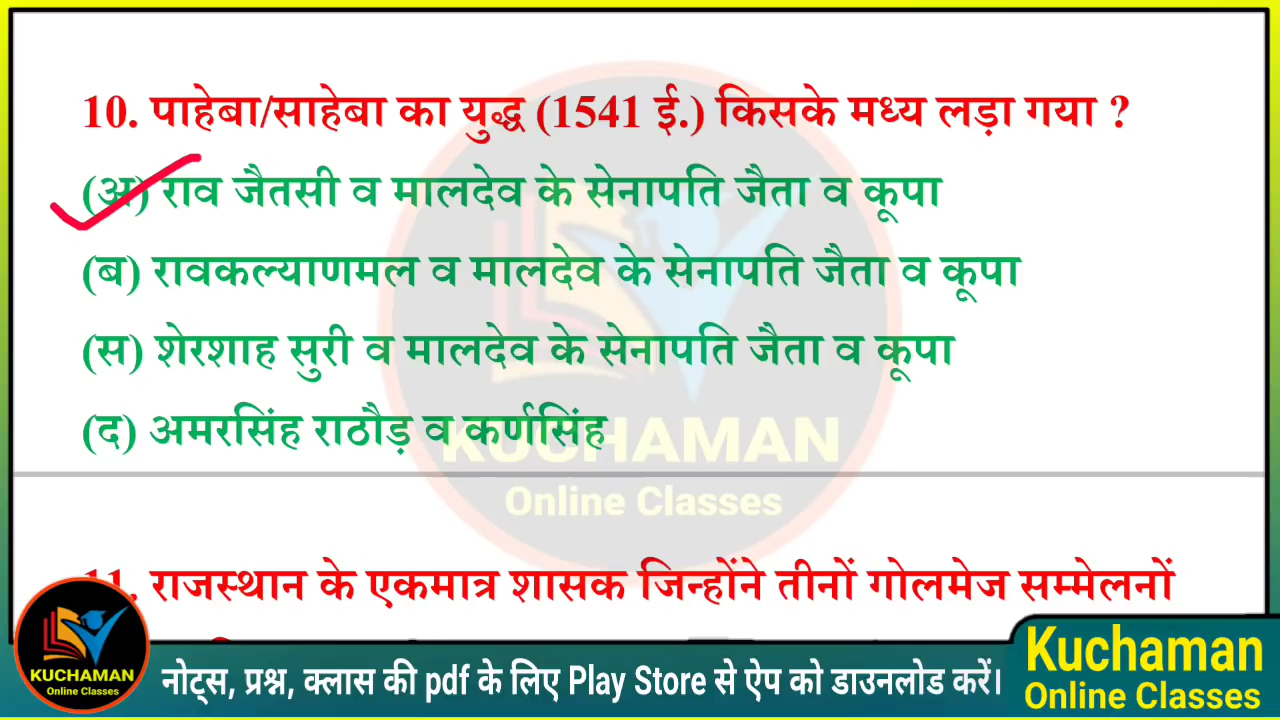 10. पाहेबा/साहेबा का युद्ध (1541 ई.) किसके मध्य लड़ा गया ?
(अ) राव जैतसी व मालदेव के सेनापति जैता व कूपा
(ब) रावकल्याणमल व मालदेव के सेनापति जैता व कूपा
(स) शेरशाह सुरी व मालदेव के सेनापति जैता व कूपा
(द) अमरसिंह राठौड़ व कर्णसिंह
KUCHAMAN
Online Classes
11. राजस्थान के एकमात्र शासक जिन्होंने तीनों गोलमेज सम्मेलनों
KUCHAMAN
Online Classes
नोट्स, प्रश्न, क्लास की pdf के लिए Play Store से ऐप को डाउनलोड करें।
Kuchaman
Online Classes